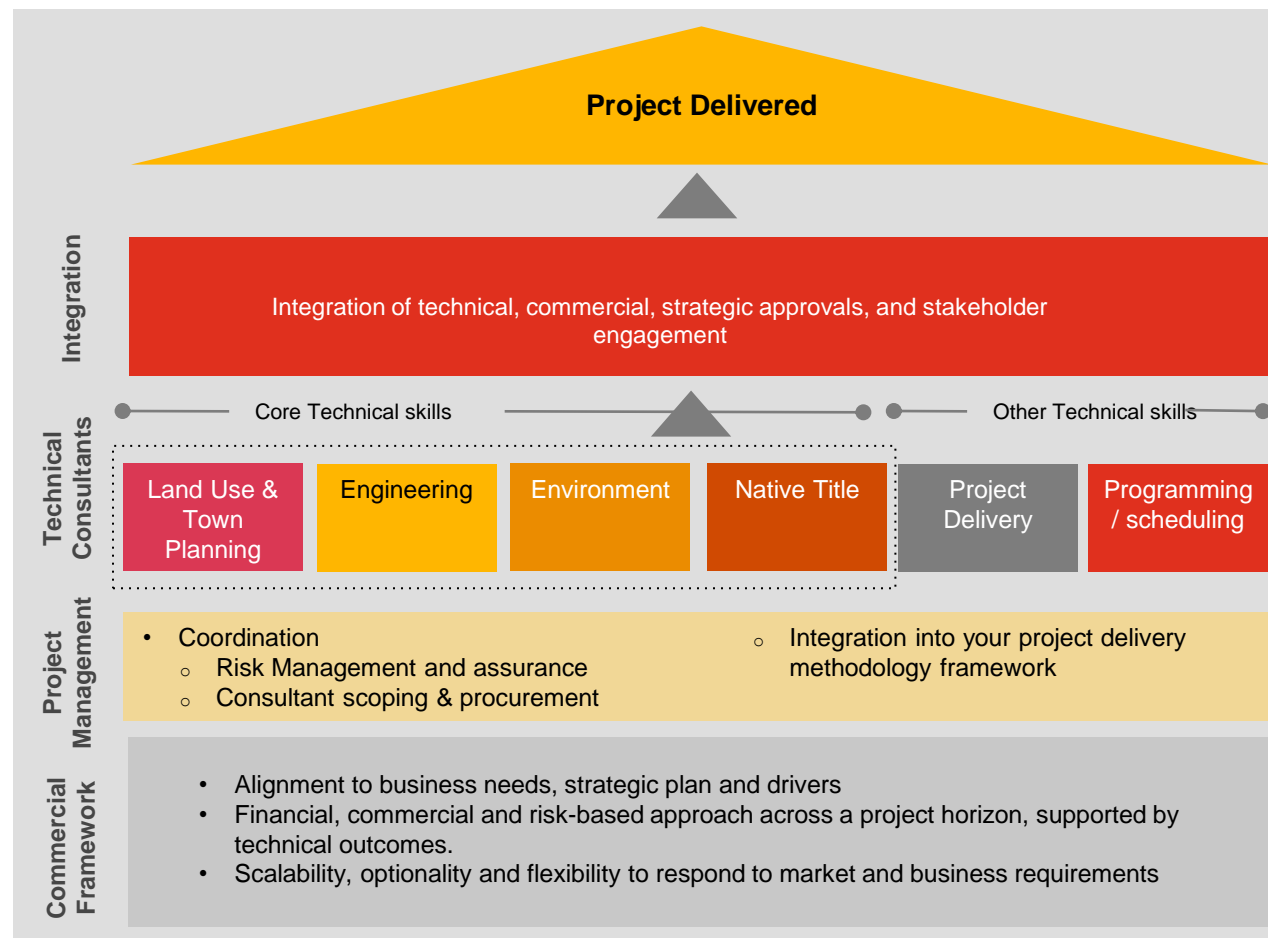 Project Delivered
Integration
Integration of technical, commercial, strategic approvals, and stakeholder
engagement
Core Technical skills
Other Technical skills
Technical
Consultants
Land Use &
Town
Planning
Engineering
Environment
Native Title
Project
Delivery
Programming
/ scheduling
Project
Management
• Coordination
o Risk Management and assurance
o Consultant scoping & procurement
o Integration into your project delivery
methodology framework
Commercial
Framework
• Alignment to business needs, strategic plan and drivers
• Financial, commercial and risk-based approach across a project horizon, supported by
technical outcomes.
• Scalability, optionality and flexibility to respond to market and business requirements